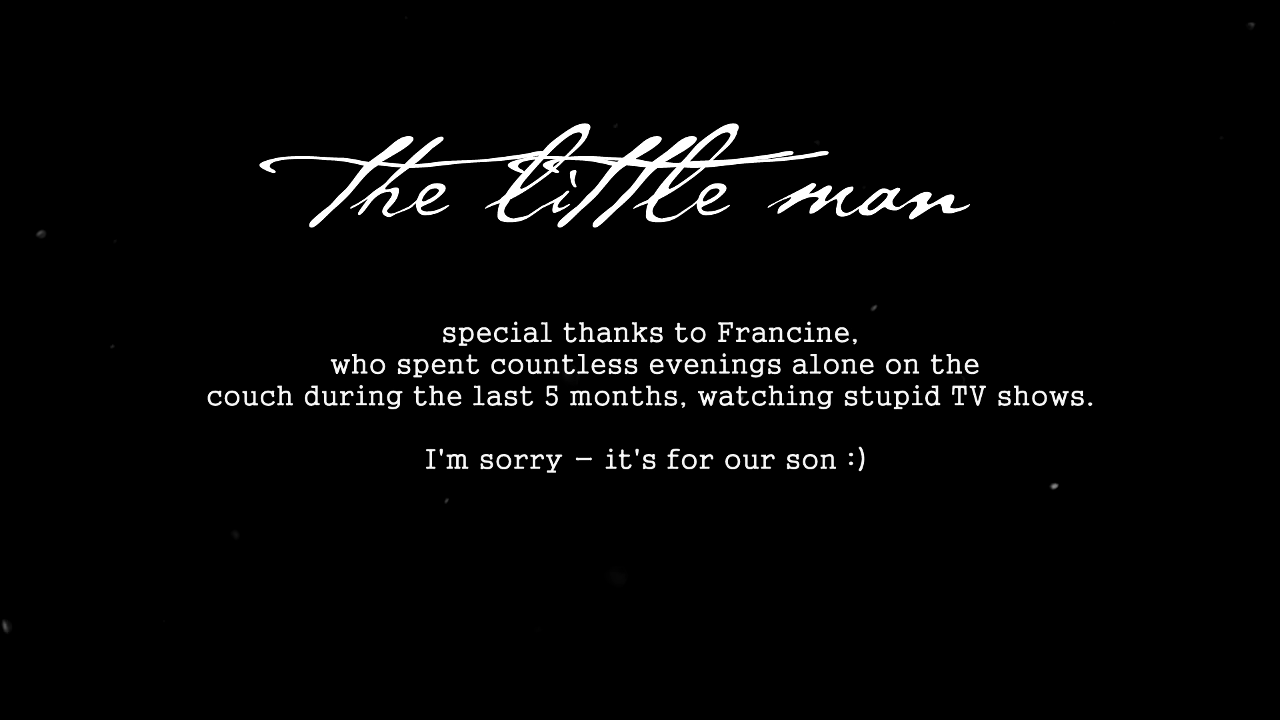 the little man
special thanks to Francine,
who spent countless evenings alone on the
couch during the last 5 months, watching stupid TV shows.
I'm sorry – it's for our son :)